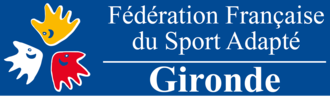 Fédération Française
du Sport Adapté
Gironde